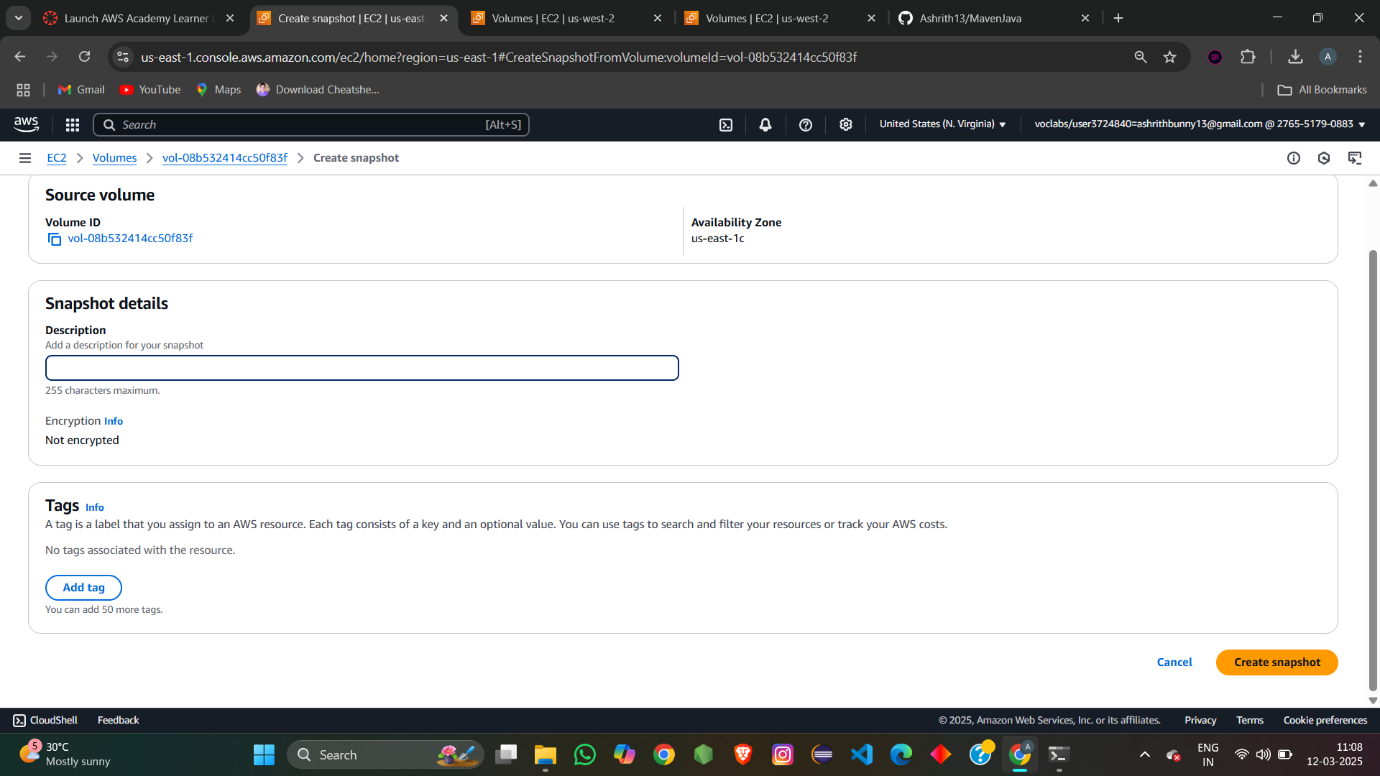 Launch AWS Academy Learner
Create snapshot | EC2 | us-east-
Volumes | EC2 | us-west-2
Volumes | EC2 | us-west-2
Ashrith13/MavenJava
us-east-1.console.aws.amazon.com/ec2/home?region=us-east-1#CreateSnapshotFromVolume:volumeId=vol-08b532414cc50f83f
A
Gmail
YouTube
Maps
Download Cheatshe...
All Bookmarks
aws
Search
[Alt+S]
United States (N. Virginia)
voclabs/user3724840=ashrithbunny13@gmail.com @ 2765-5179-0883
EC2
Volumes
vol-08b532414cc50f83f
Create snapshot
Source volume
Volume ID
vol-08b532414cc50f83f
Availability Zone
us-east-1c
Snapshot details
Description
Add a description for your snapshot
255 characters maximum.
Encryption Info
Not encrypted
Tags Info
A tag is a label that you assign to an AWS resource. Each tag consists of a key and an optional value. You can use tags to search and filter your resources or track your AWS costs.
No tags associated with the resource.
Add tag
You can add 50 more tags.
Cancel
Create snapshot
CloudShell
Feedback
© 2025, Amazon Web Services, Inc. or its affiliates.
Privacy
Terms
Cookie preferences
5
30°C
Mostly sunny
Search
A
ENG
IN
11:08
12-03-2025